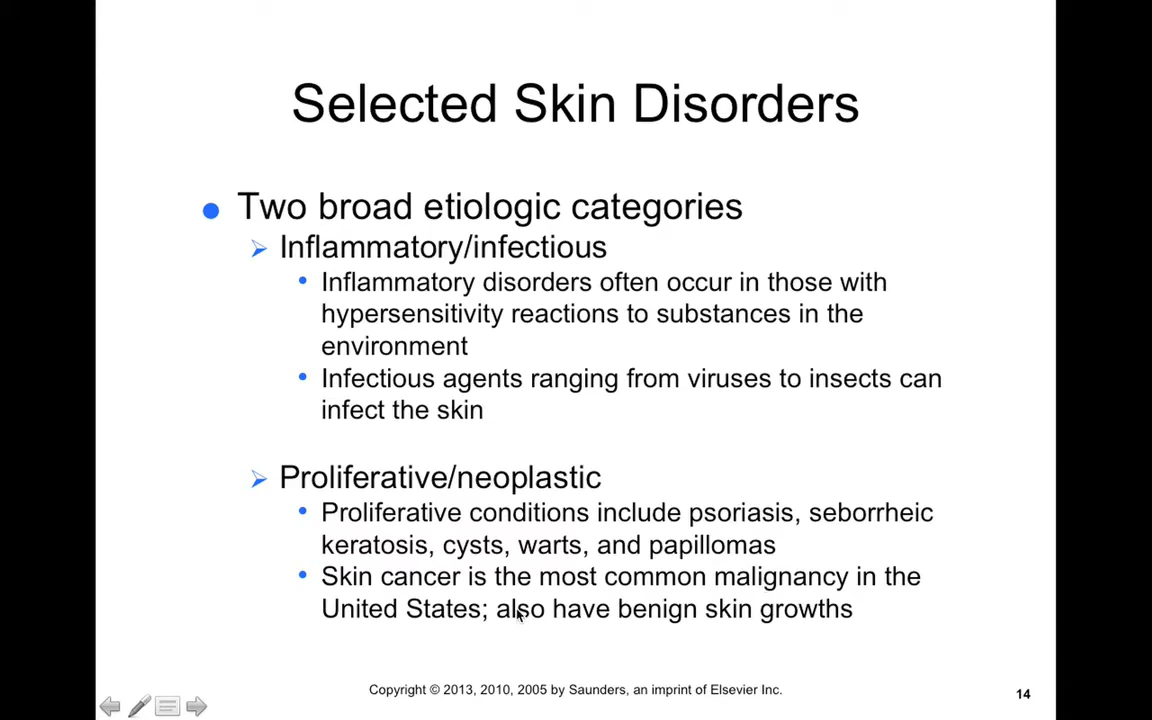 Selected Skin Disorders
Two broad etiologic categories
Inflammatory/infectious
Inflammatory disorders often occur in those with
hypersensitivity reactions to substances in the
environment
Infectious agents ranging from viruses to insects can
infect the skin
Proliferative/neoplastic
Proliferative conditions include psoriasis, seborrheic
keratosis, cysts, warts, and papillomas
Skin cancer is the most common malignancy in the
United States; also have benign skin growths
Copyright © 2013, 2010, 2005 by Saunders, an imprint of Elsevier Inc.
14